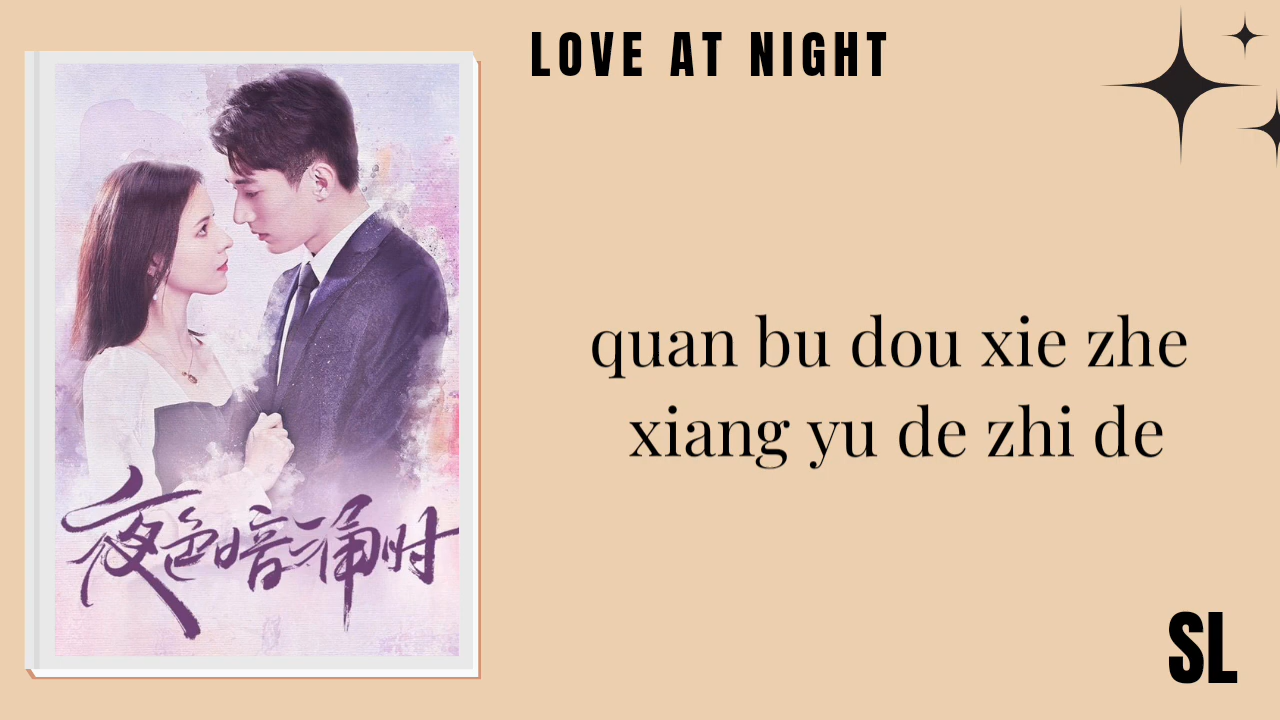 LOVE AT NIGHT
夜色暗涌时
quan bu dou xie zhe
xiang yu de zhi de
SL